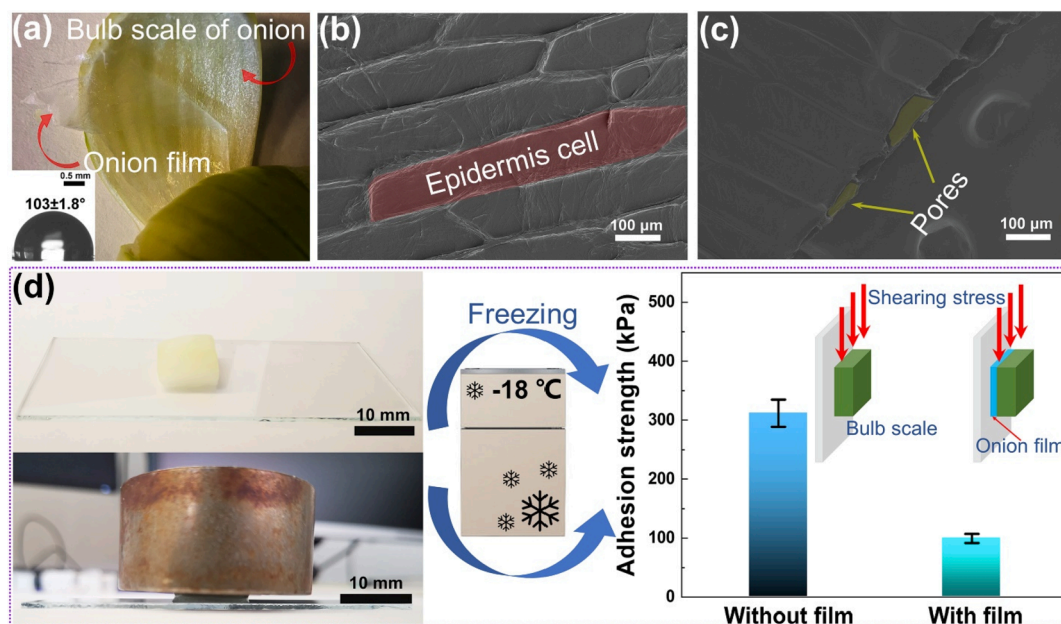 (a)
Bulb scale of onion
Onion film
0.5 mm
103±1.8°
(b)
Epidermis cell
100 µm
(c)
Pores
100 µm
(d)
10 mm
10 mm
Freezing
-18 ℃
Adhesion strength (kPa)
500
400
300
200
100
0
Shearing stress
Bulb scale
Onion film
Without film
With film